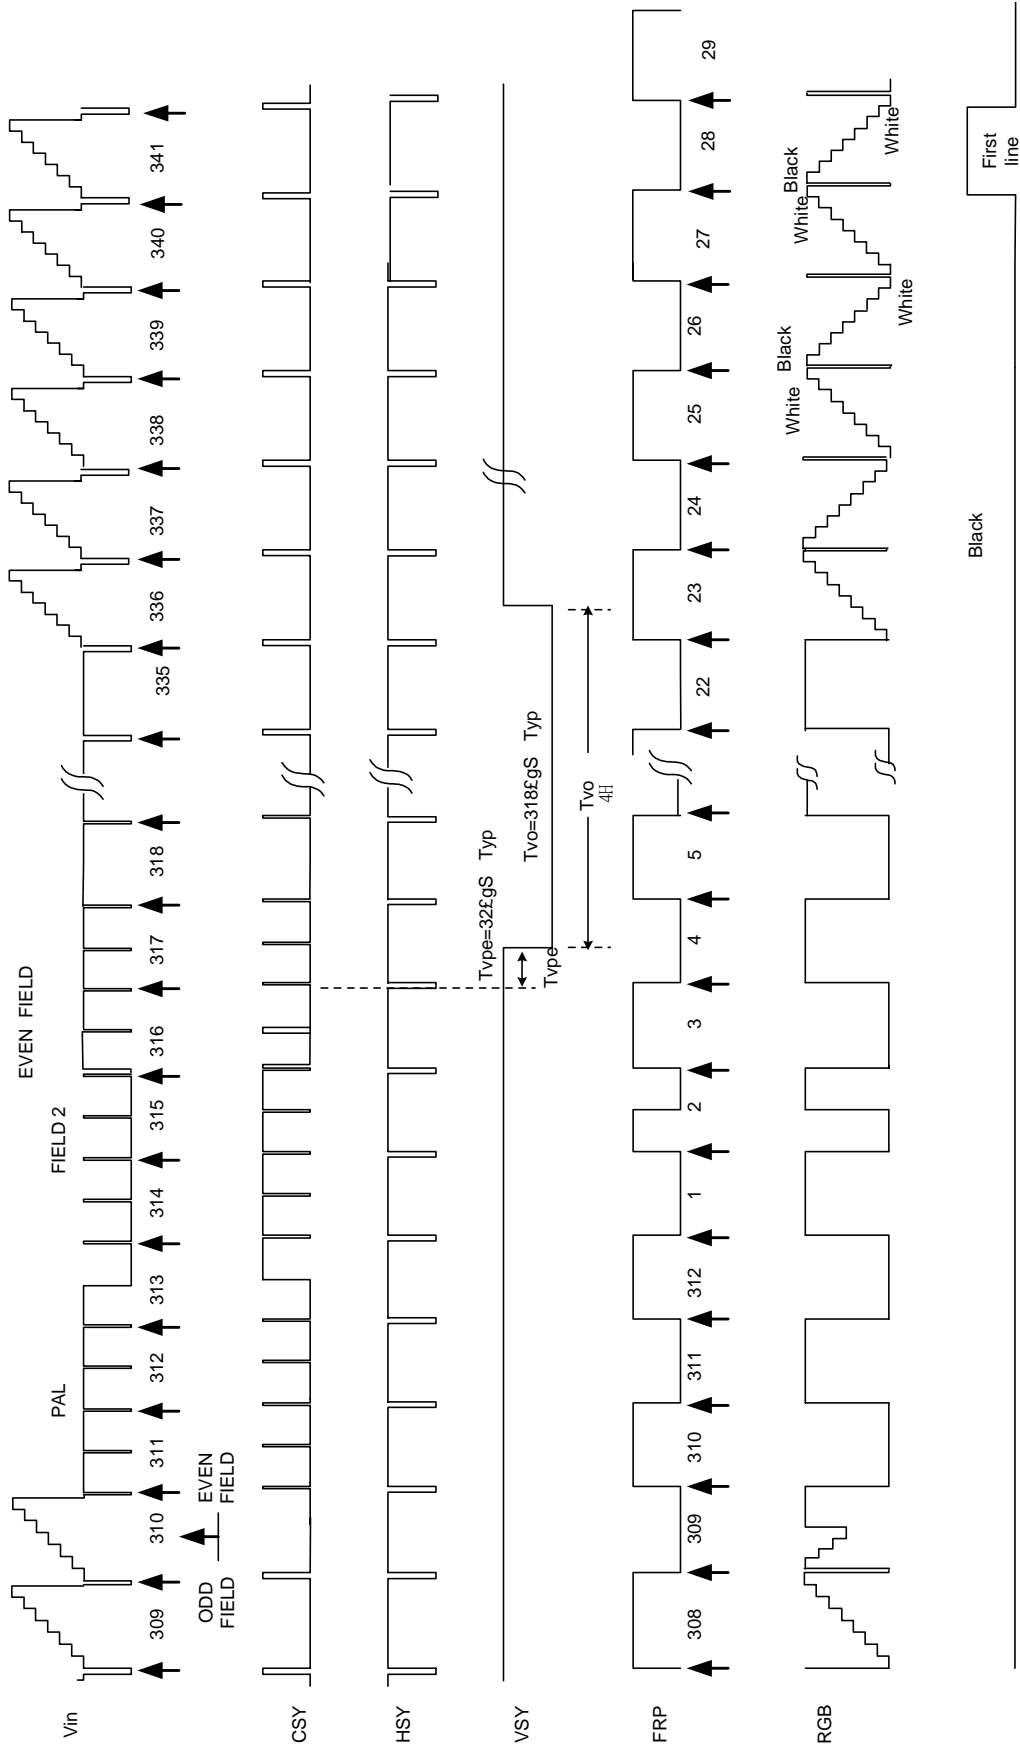 EVEN FIELD
FIELD 2
PAL
Vin
309
310
311
312
313
314
315
316
317
318
335
336
337
338
339
340
341
ODD
FIELD
EVEN
FIELD
CSY
HSY
Tvpe=32£gS Typ
VSY
Tvpe
Tvo=318£gS Typ
Tvo
4H
FRP
308
309
310
311
312
1
2
3
4
5
22
23
24
25
26
27
28
29
RGB
White
Black
White
White
Black
White
Black
First
line